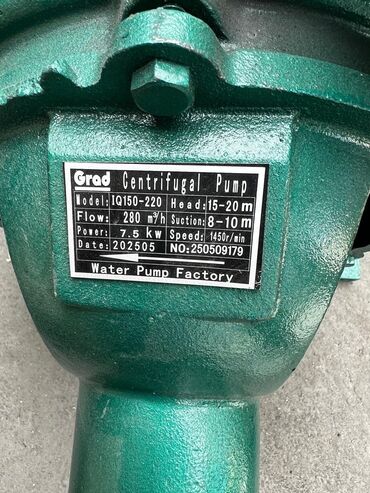 Grad Centrifugal Pump
Model: IQ150-220 Head: 15-20 m
Flow: 280 m³/h Suction: 8-10 m
Power: 7.5 kw Speed: 1450r/min
Date: 202505 NO: 250509179
Water Pump Factory